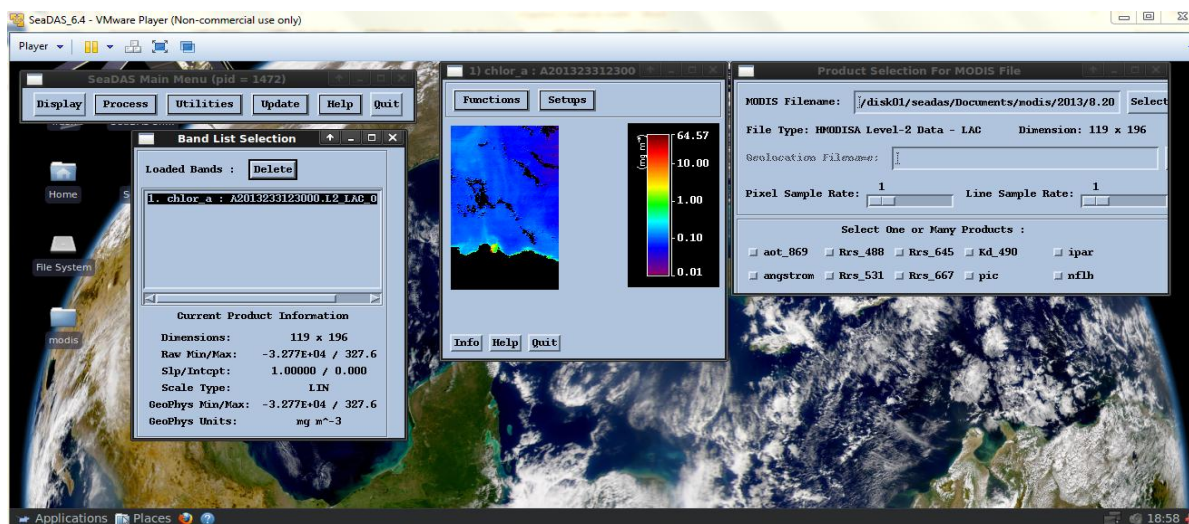 SeaDAS_6.4 - VMware Player (Non-commercial use only)
Player
SeaDAS Main Menu (pid = 1472)
Display Process Utilities Update Help Quit
Band List Selection
Loaded Bands : Delete
1. chlor_a : A2013233123000.L2_LAC_O
Current Product Information
Dimensions: 119 x 196
Raw Min/Max: -3.277E+04 / 327.6
Slp/Intcpt: 1.00000 / 0.000
Scale Type: LIN
GeoPhys Min/Max: -3.277E+04 / 327.6
GeoPhys Units: mg m^-3
1) chlor_a : A201323312300
Functions Setups
(mg m⁻³)
64.57
10.00
1.00
0.10
0.01
Info Help Quit
Product Selection For MODIS File
MODIS Filename: /disk01/seadas/Documents/modis/2013/8.20 Select
File Type: HMODISA Level-2 Data - LAC Dimension: 119 x 196
Geolocation Filename:
Pixel Sample Rate: 1 Line Sample Rate: 1
Select One or Many Products :
aot_869 Rrs_488 Rrs_645 Kd_490 ipar
angstrom Rrs_531 Rrs_667 pic nflh
Home
File System
modis
Applications Places 18:58